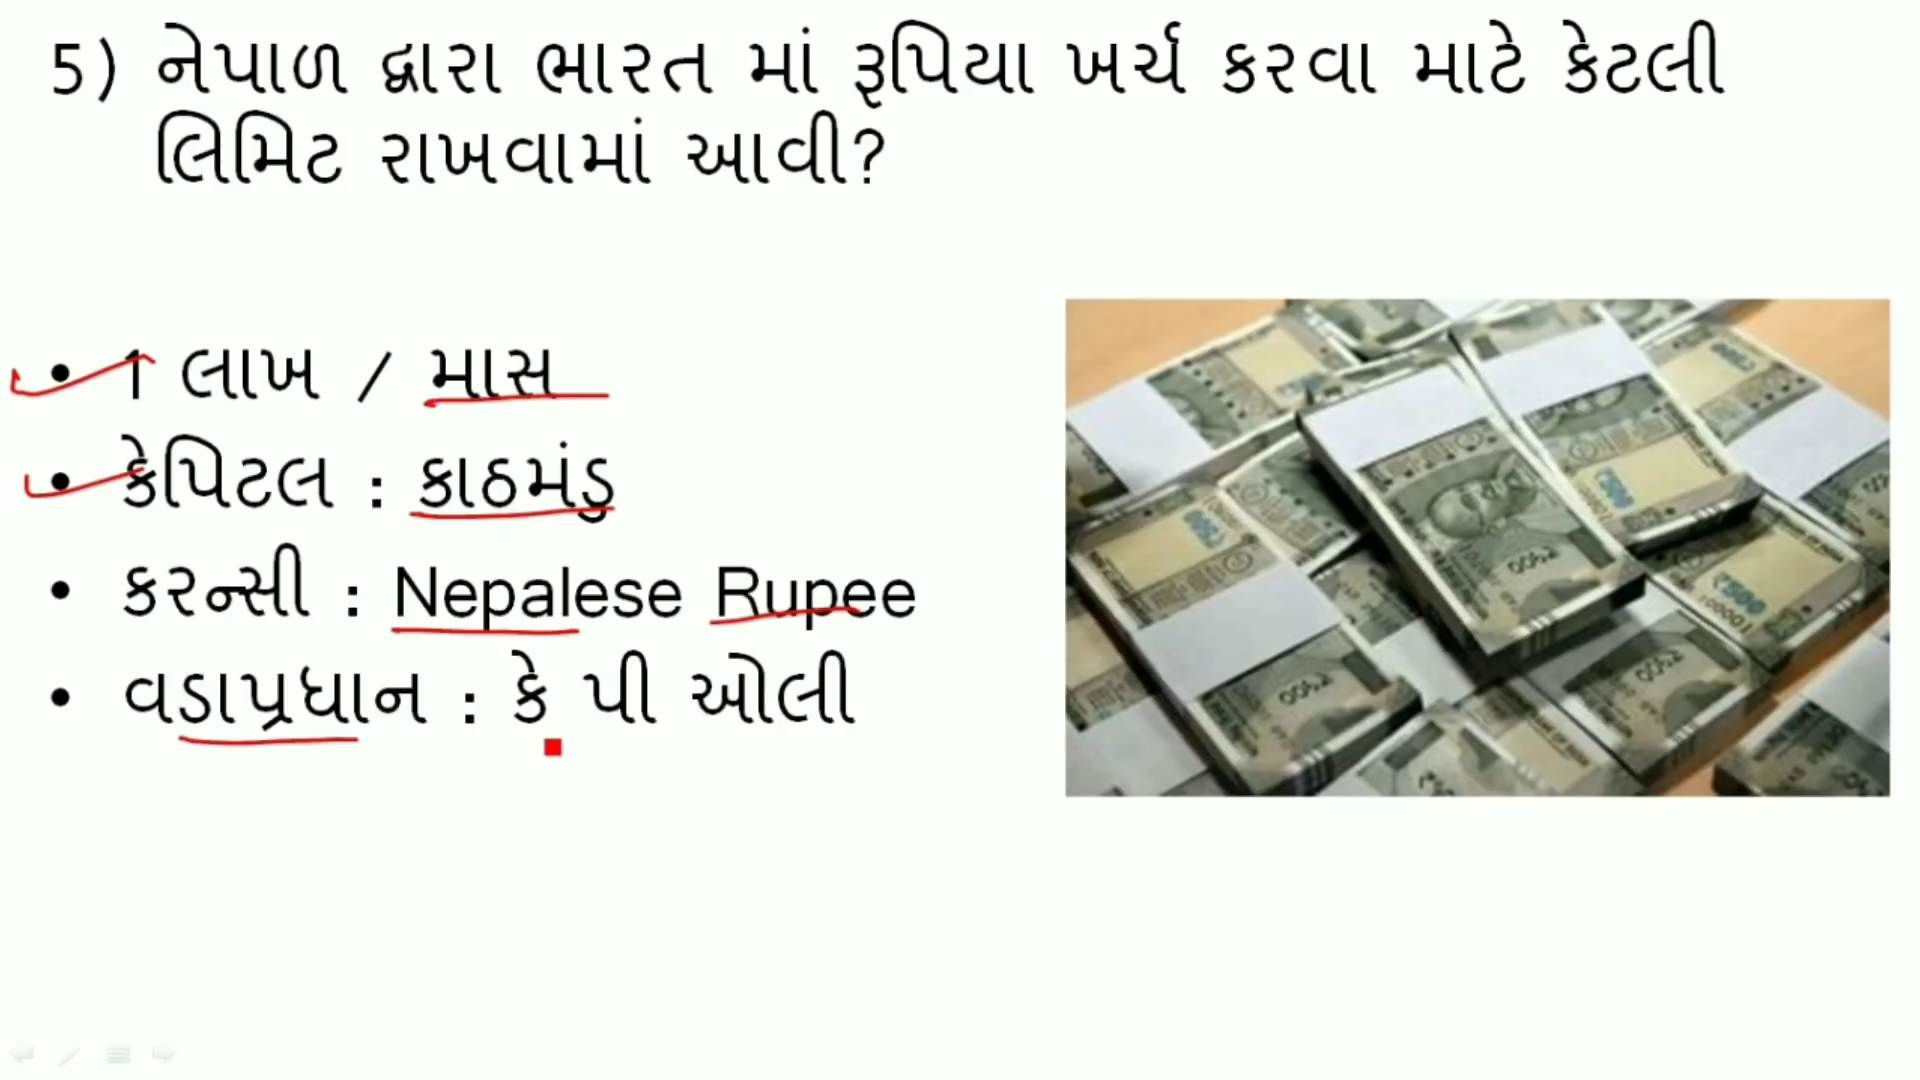 5) નેપાળ દ્વારા ભારત માં રૂપિયા ખર્ચ કરવા માટે કેટલી
લિમિટ રાખવામાં આવી?
• 1 લાખ / માસ
• કેપિટલ : કાઠમંડુ
• કરન્સી : Nepalese Rupee
• વડાપ્રધાન : કે પી ઓલી